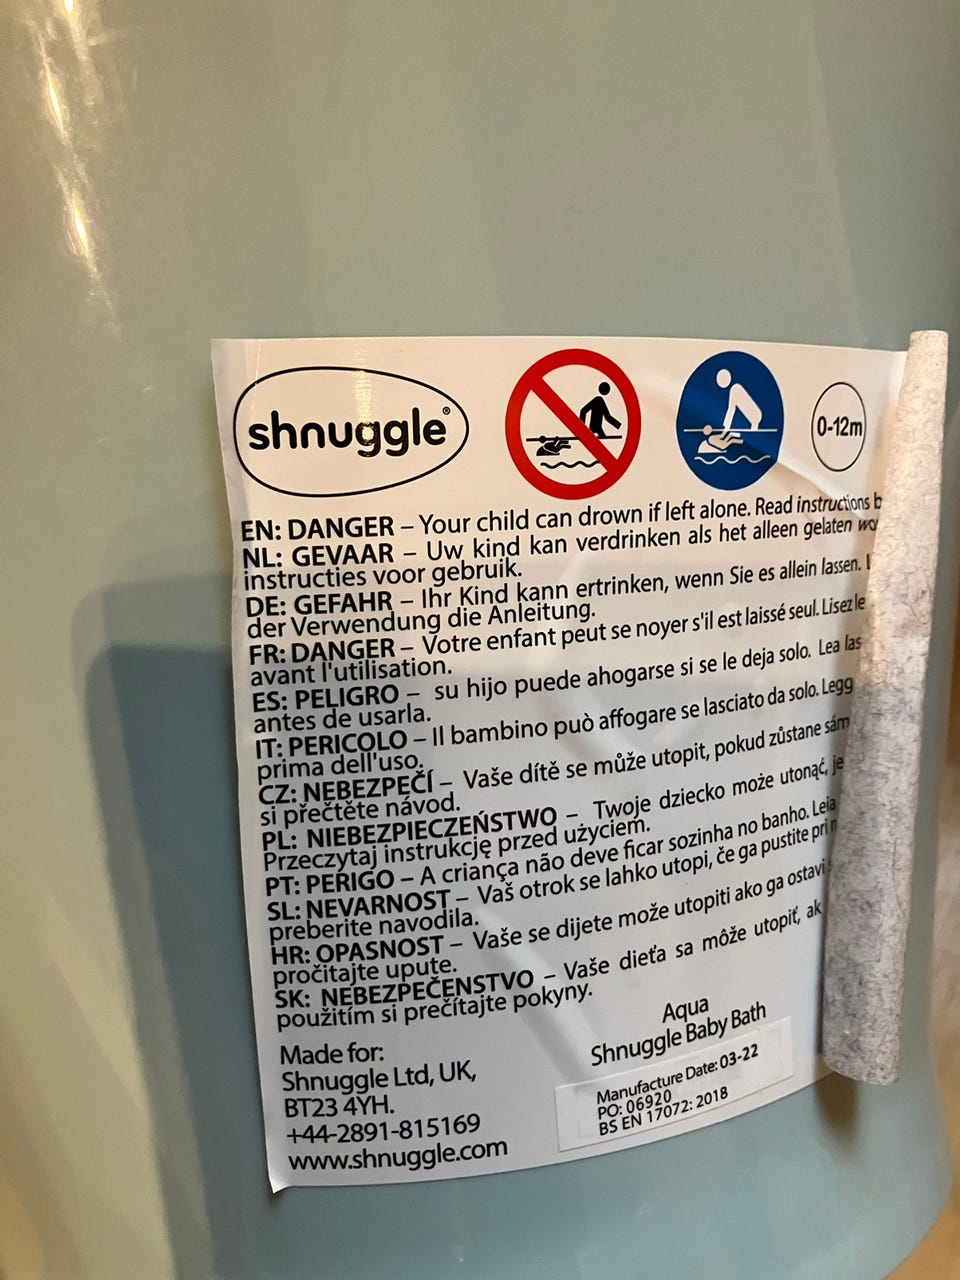 shnuggle®
0-12m
EN: DANGER – Your child can drown if left alone. Read instructions
NL: GEVAAR – Uw kind kan verdrinken als het alleen gelaten
instructies voor gebruik.
DE: GEFAHR – Ihr Kind kann ertrinken, wenn Sie es allein lassen.
der Verwendung die Anleitung.
FR: DANGER – Votre enfant peut se noyer s'il est laissé seul. Lisez le
avant l'utilisation.
ES: PELIGRO – su hijo puede ahogarse si se le deja solo. Lea las
antes de usarla.
IT: PERICOLO – Il bambino può affogare se lasciato da solo.
prima dell'uso.
CZ: NEBEZPEČÍ – Vaše dítě se může utopit, pokud zůstane
si přečtěte návod.
PL: NIEBEZPIECZEŃSTWO – Twoje dziecko może utonąć,
Przeczytaj instrukcję przed użyciem.
PT: PERIGO – A criança não deve ficar sozinha no banho. Leia
SL: NEVARNOST – Vaš otrok se lahko utopi, če ga pustite pri
preberite navodila.
HR: OPASNOST – Vaše se dijete može utopiti ako ga ostavi
pročitajte upute.
SK: NEBEZPEČENSTVO – Vaše dieťa sa môže utopiť, ak
použitím si prečítajte pokyny.
Aqua
Shnuggle Baby Bath
Made for:
Shnuggle Ltd, UK,
BT23 4YH.
+44-2891-815169
www.shnuggle.com
Manufacture Date: 03-22
PO: 06920
BS EN 17072: 2018